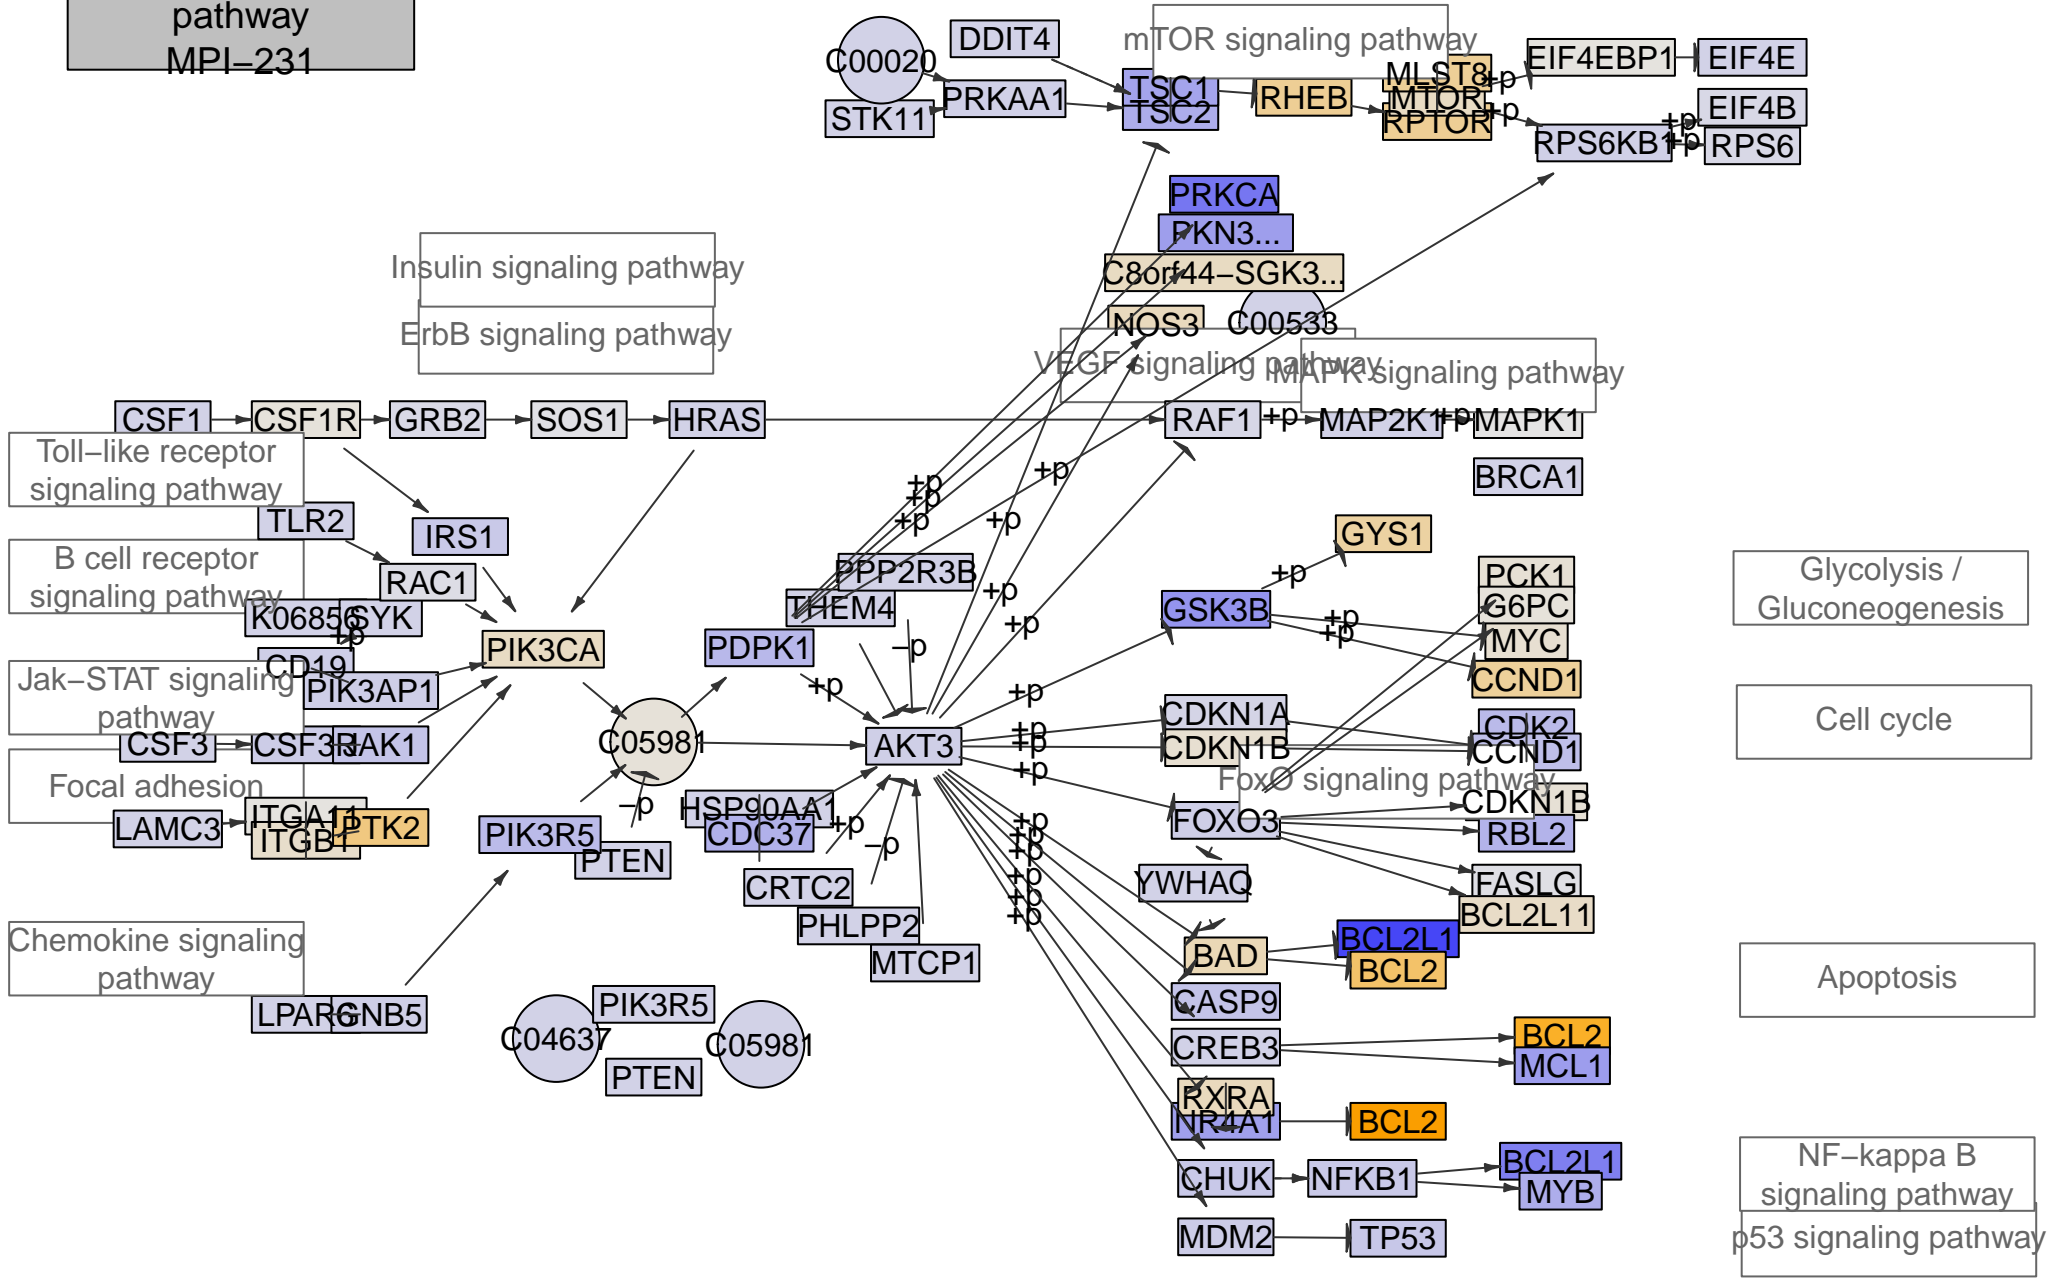 pathway
MPI−231
C00020
DDIT4
mTOR signaling pathway
STK11
PRKAA1
TSC1
TSC2
RHEB
MLST8
MTOR
RPTOR
+p
+p
EIF4EBP1
EIF4E
EIF4B
RPS6KB1
+p
+p
RPS6
PRKCA
PKN3...
C8orf44−SGK3...
NOS3
C00533
Insulin signaling pathway
ErbB signaling pathway
VEGF signaling pathway
MAPK signaling pathway
CSF1
CSF1R
GRB2
SOS1
HRAS
RAF1
+p
MAP2K1
+p
MAPK1
BRCA1
Toll−like receptor
signaling pathway
TLR2
IRS1
+p
+p
+p
+p
+p
GYS1
B cell receptor
signaling pathway
RAC1
PPP2R3B
THEM4
+p
+p
GSK3B
+p
+p
+p
PCK1
G6PC
MYC
CCND1
Glycolysis /
Gluconeogenesis
K06856
SYK
+p
CD19
PIK3AP1
PIK3CA
PDPK1
−p
+p
+p
Jak−STAT signaling
pathway
CSF3
CSF3R
JAK1
C05981
AKT3
+p
+p
+p
CDKN1A
CDKN1B
CDK2
CCND1
Cell cycle
FoxO signaling pathway
Focal adhesion
LAMC3
ITGA11
ITGB1
PTK2
PIK3R5
−p
PTEN
HSP90AA1
CDC37
+p
−p
CRTC2
PHLPP2
MTCP1
+p
+p
+p
+p
+p
+p
FOXO3
CDKN1B
RBL2
YWHAQ
FASLG
BCL2L11
BAD
BCL2L1
BCL2
Apoptosis
Chemokine signaling
pathway
LPAR6
GNB5
C04637
PIK3R5
PTEN
C05981
CASP9
CREB3
BCL2
MCL1
RXRA
NR4A1
BCL2
CHUK
NFKB1
BCL2L1
MYB
NF−kappa B
signaling pathway
MDM2
TP53
p53 signaling pathway